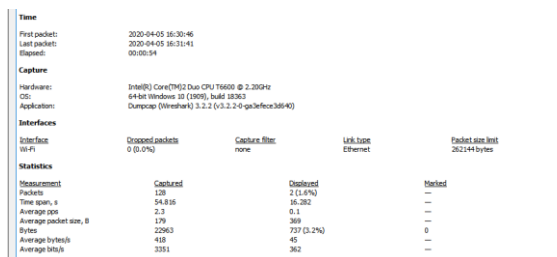 Time
First packet: 2020-04-05 16:30:46
Last packet: 2020-04-05 16:31:41
Elapsed: 00:00:54
Capture
Hardware: Intel(R) Core(TM)2 Duo CPU T6600 @ 2.20GHz
OS: 64-bit Windows 10 (1909), build 18363
Application: Dumpcap (Wireshark) 3.2.2 (v3.2.2-0-ga3efece3d640)
Interfaces
Interface Dropped packets Capture filter Link type Packet size limit
Wi-Fi 0 (0.0%) none Ethernet 262144 bytes
Statistics
Measurement Captured Displayed Marked
Packets 128 2 (1.6%) —
Time span, s 54.816 16.282 —
Average pps 2.3 0.1 —
Average packet size, B 179 369 —
Bytes 22963 737 (3.2%) 0
Average bytes/s 418 45 —
Average bits/s 3351 362 —